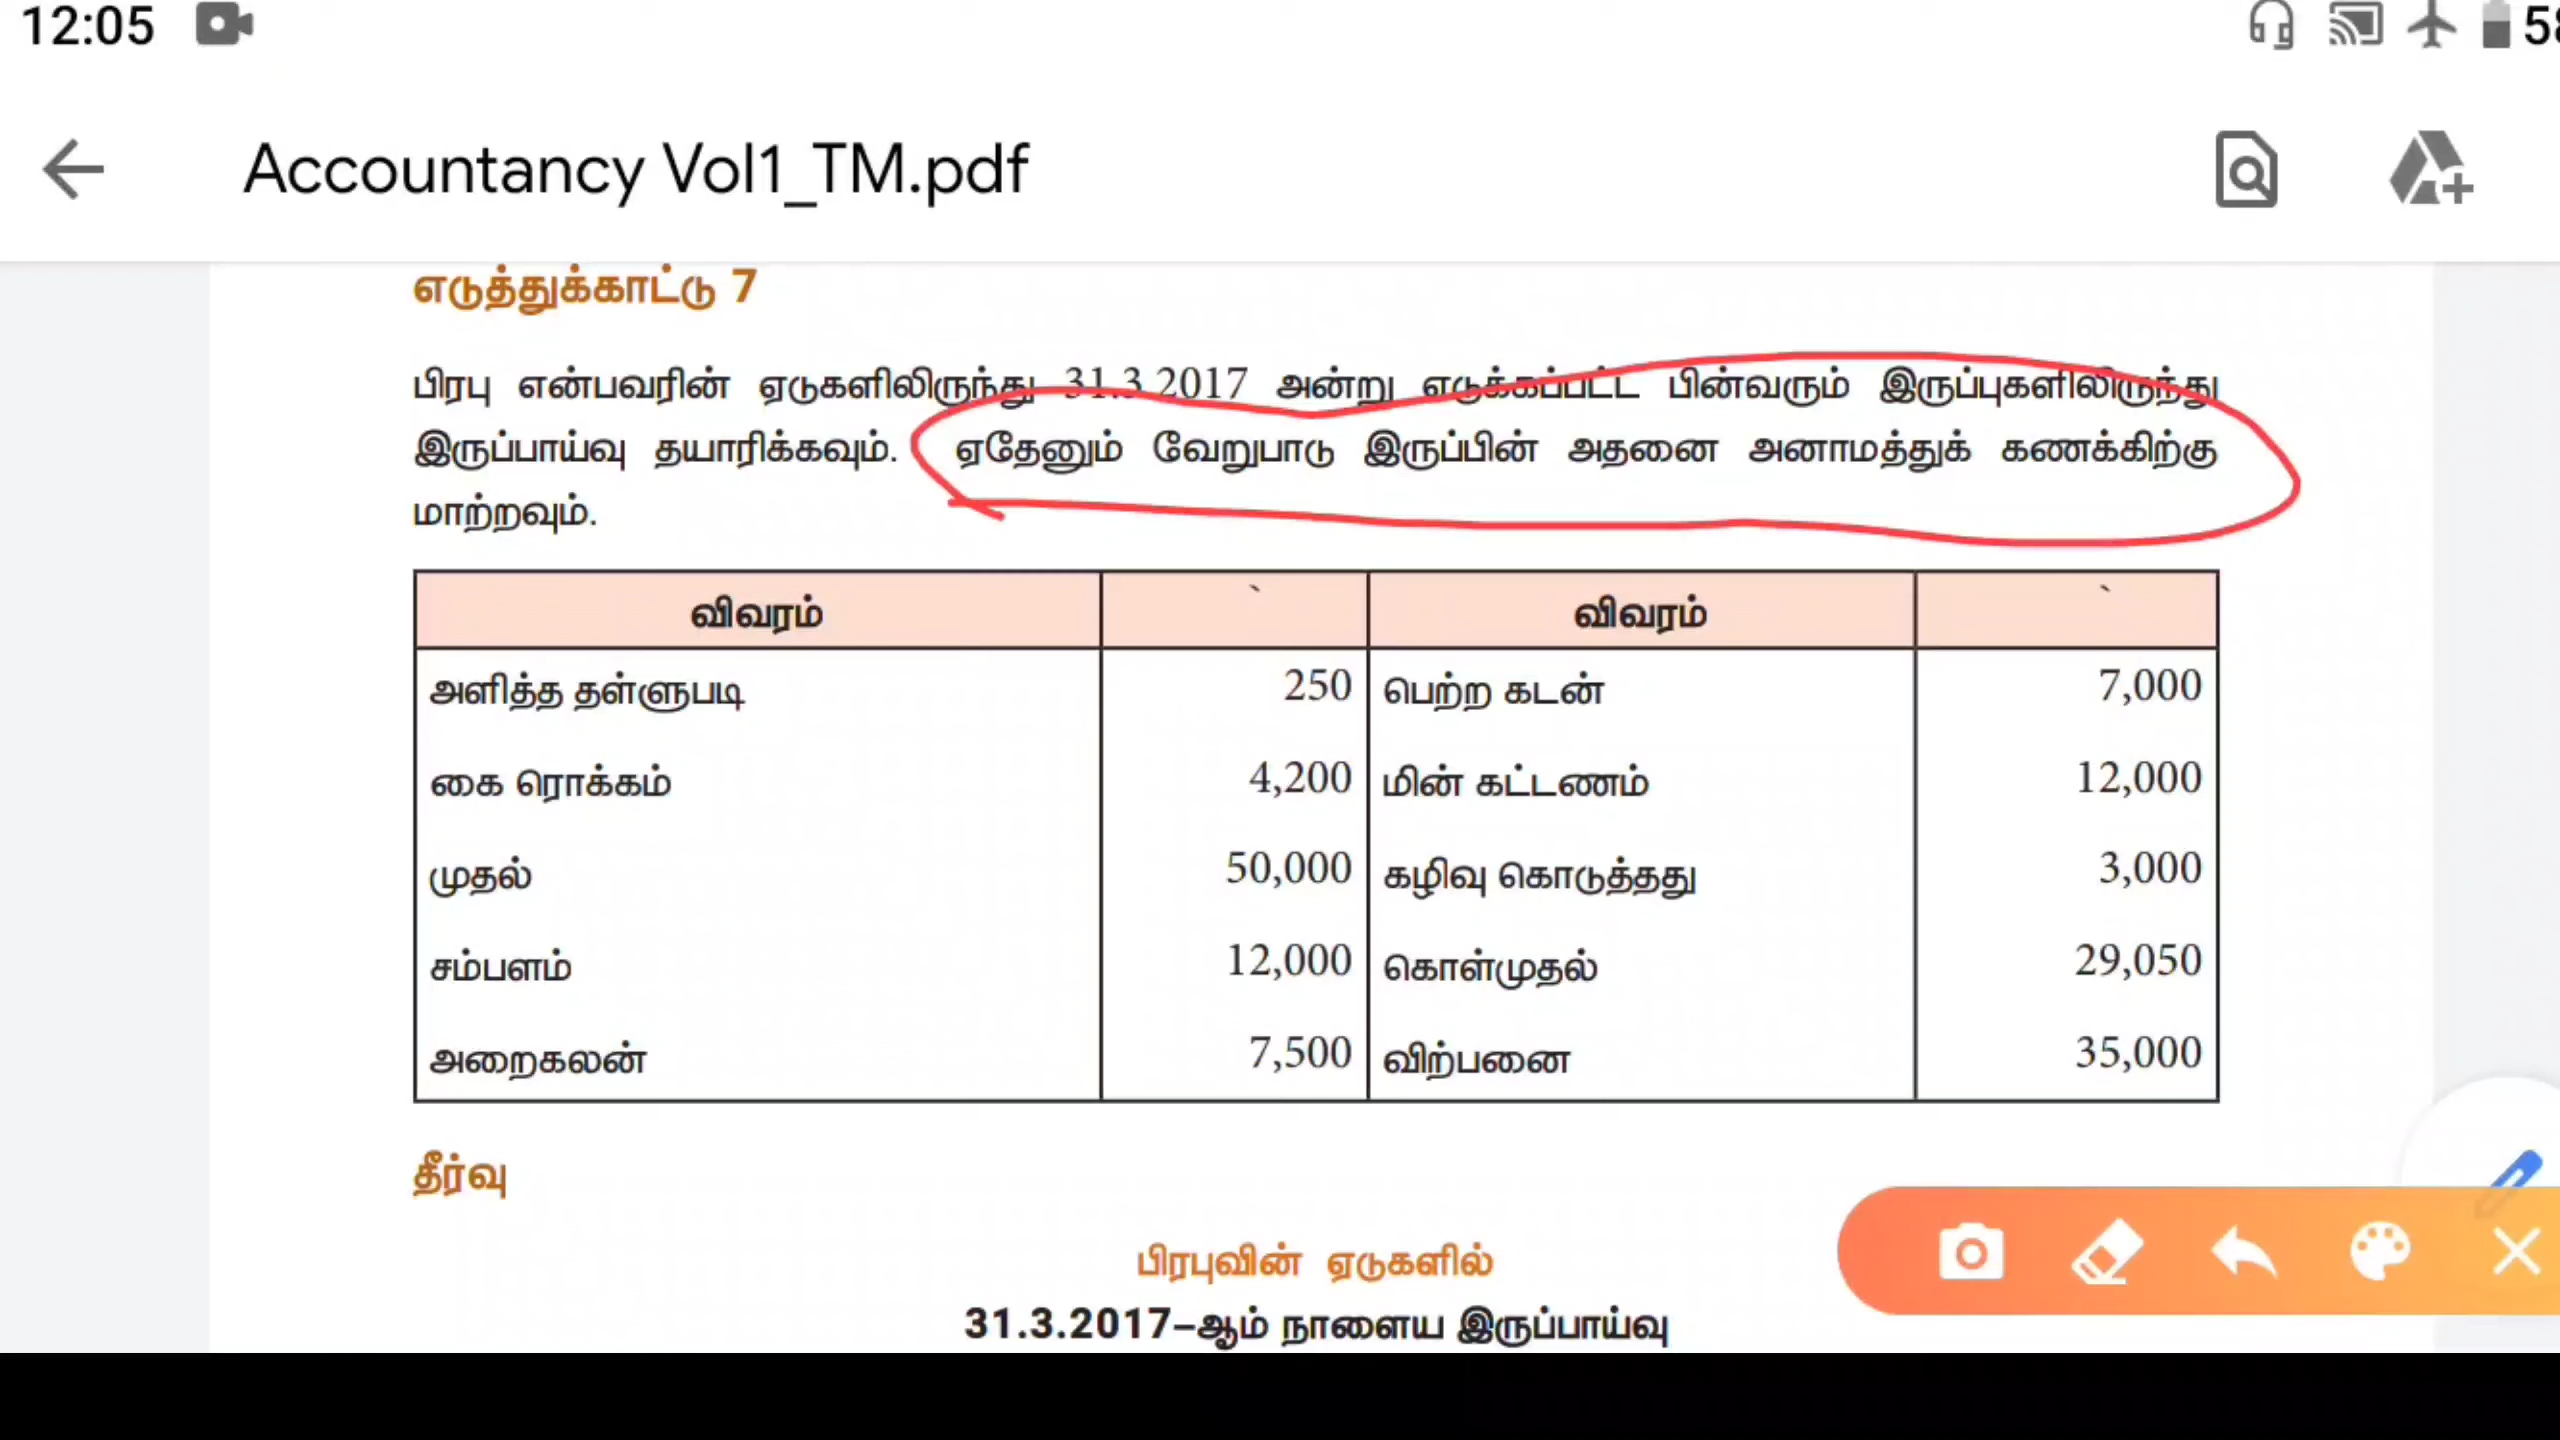 12:05
58
Accountancy Vol1_TM.pdf
எடுத்துக்காட்டு 7
பிரபு என்பவரின் ஏடுகளிலிருந்து 31.3.2017 அன்று எடுக்கப்பட்ட பின்வரும் இருப்புகளிலிருந்து
இருப்பாய்வு தயாரிக்கவும். ஏதேனும் வேறுபாடு இருப்பின் அதனை அனாமத்துக் கணக்கிற்கு
மாற்றவும்.
விவரம் ` விவரம் `
அளித்த தள்ளுபடி 250 பெற்ற கடன் 7,000
கை ரொக்கம் 4,200 மின் கட்டணம் 12,000
முதல் 50,000 கழிவு கொடுத்தது 3,000
சம்பளம் 12,000 கொள்முதல் 29,050
அறைகலன் 7,500 விற்பனை 35,000
தீர்வு
பிரபுவின் ஏடுகளில்
31.3.2017–ஆம் நாளைய இருப்பாய்வு